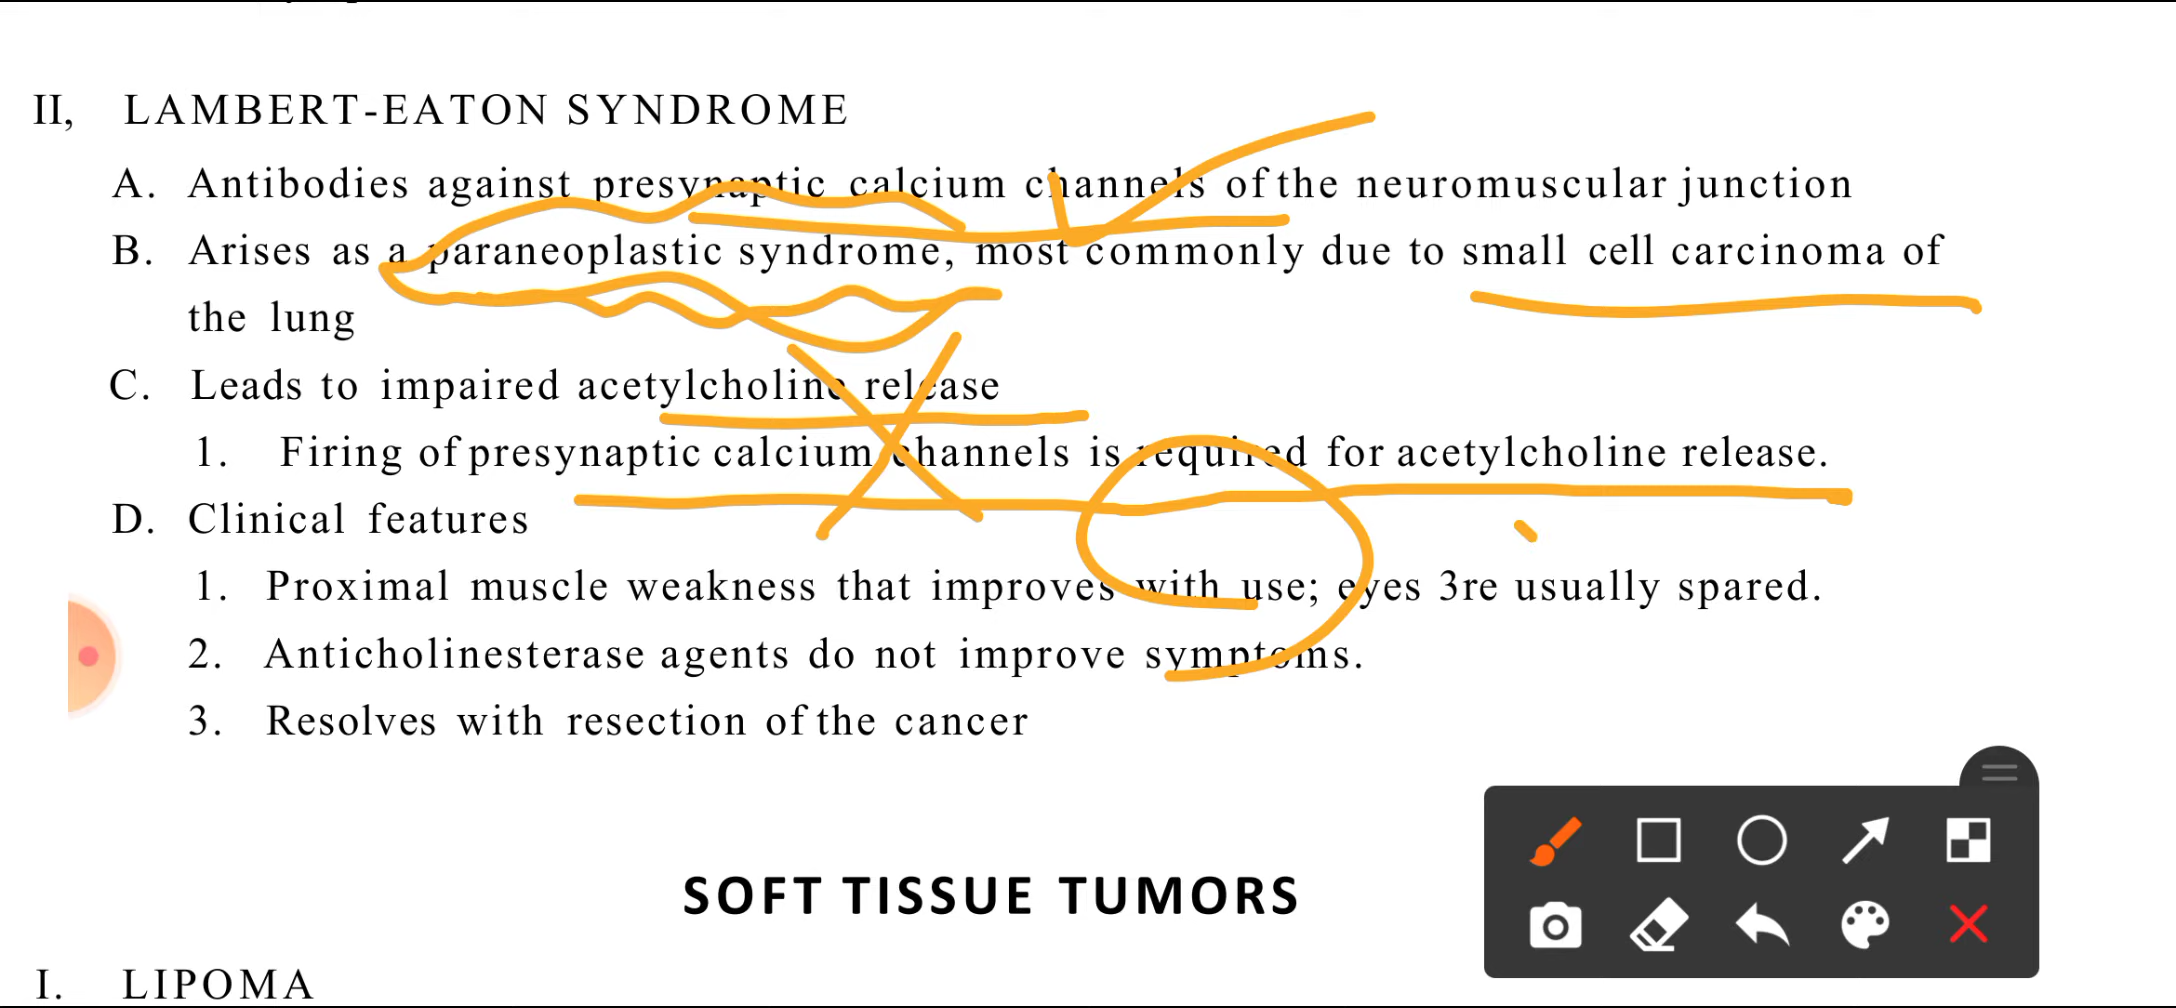 II, LAMBERT-EATON SYNDROME
A. Antibodies against presynaptic calcium channels of the neuromuscular junction
B. Arises as a paraneoplastic syndrome, most commonly due to small cell carcinoma of
the lung
C. Leads to impaired acetylcholine release
1. Firing of presynaptic calcium channels is required for acetylcholine release.
D. Clinical features
1. Proximal muscle weakness that improves with use; eyes 3re usually spared.
2. Anticholinesterase agents do not improve symptoms.
3. Resolves with resection of the cancer
SOFT TISSUE TUMORS
I. LIPOMA